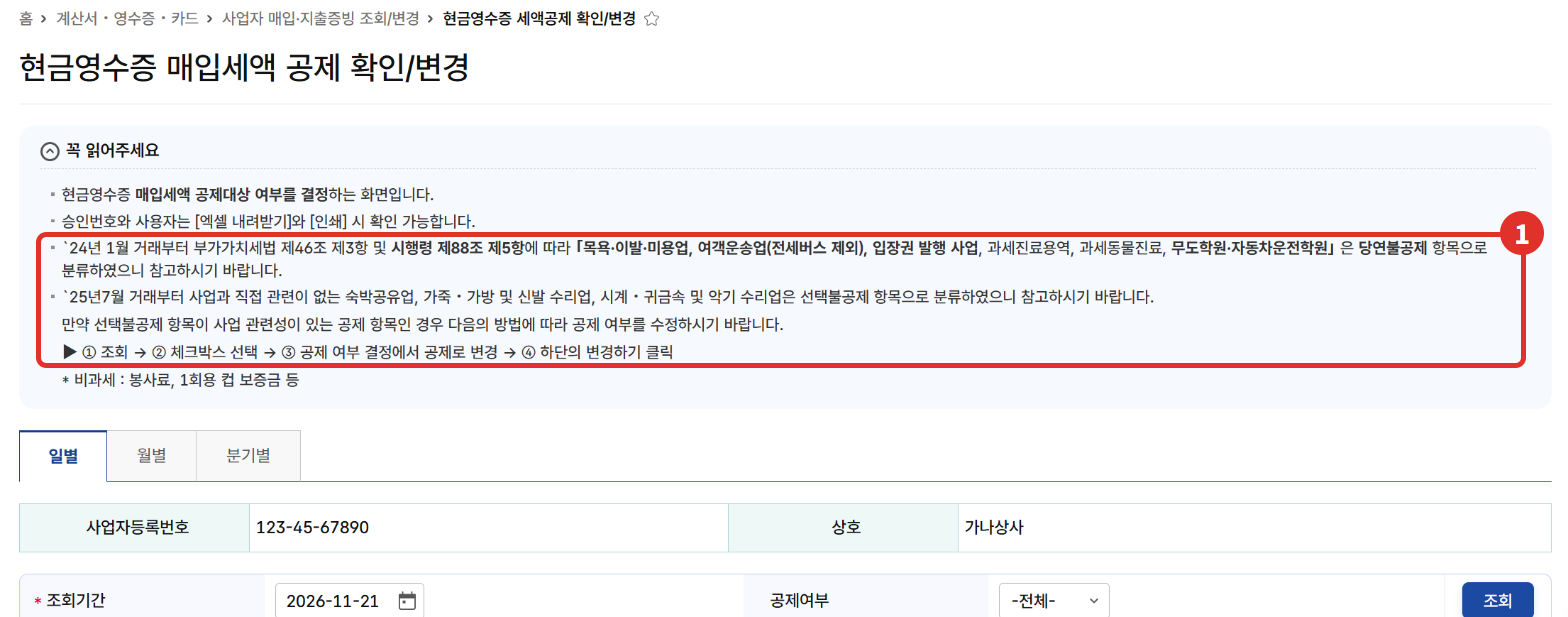 홈 > 계산서・영수증・카드 > 사업자 매입·지출증빙 조회/변경 > 현금영수증 세액공제 확인/변경 ☆
현금영수증 매입세액 공제 확인/변경
꼭 읽어주세요
▪ 현금영수증 매입세액 공제대상 여부를 결정하는 화면입니다.
▪ 승인번호와 사용자는 [엑셀 내려받기]와 [인쇄] 시 확인 가능합니다.
1
▪ `24년 1월 거래부터 부가가치세법 제46조 제3항 및 시행령 제88조 제5항에 따라 「목욕·이발·미용업, 여객운송업(전세버스 제외), 입장권 발행 사업, 과세진료용역, 과세동물진료, 무도학원·자동차운전학원」 은 당연불공제 항목으로
분류하였으니 참고하시기 바랍니다.
▪ `25년7월 거래부터 사업과 직접 관련이 없는 숙박공유업, 가죽・가방 및 신발 수리업, 시계・귀금속 및 악기 수리업은 선택불공제 항목으로 분류하였으니 참고하시기 바랍니다.
만약 선택불공제 항목이 사업 관련성이 있는 공제 항목인 경우 다음의 방법에 따라 공제 여부를 수정하시기 바랍니다.
▶ ① 조회 → ② 체크박스 선택 → ③ 공제 여부 결정에서 공제로 변경 → ④ 하단의 변경하기 클릭
* 비과세 : 봉사료, 1회용 컵 보증금 등
일별 월별 분기별
사업자등록번호 123-45-67890 상호 가나상사
* 조회기간 2026-11-21 공제여부 -전체- 조회